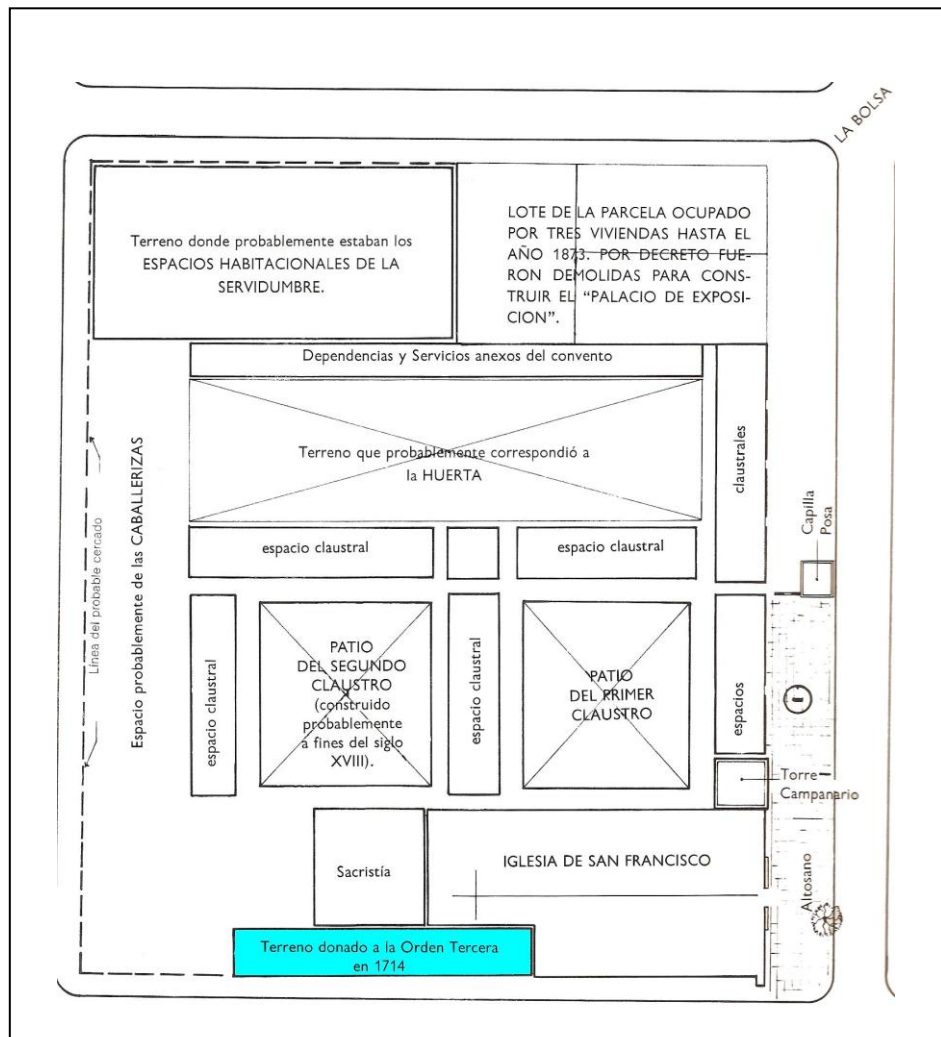 LA BOLSA
Terreno donde probablemente estaban los
ESPACIOS HABITACIONALES DE LA
SERVIDUMBRE.
LOTE DE LA PARCELA OCUPADO
POR TRES VIVIENDAS HASTA EL
AÑO 1873. POR DECRETO FUE-
RON DEMOLIDAS PARA CONS-
TRUIR EL “PALACIO DE EXPOSI-
CION”.
Dependencias y Servicios anexos del convento
Terreno que probablemente correspondió a
la HUERTA
claustrales
Línea del probable cercado
Espacio probablemente de las CABALLERIZAS
Capilla
Posa
espacio claustral
espacio claustral
espacio claustral
PATIO
DEL SEGUNDO
CLAUSTRO
(construido
probablemente
a fines del siglo
XVIII).
espacio claustral
PATIO
DEL PRIMER
CLAUSTRO
espacios
Torre
Campanario
Sacristía
IGLESIA DE SAN FRANCISCO
Altosano
Terreno donado a la Orden Tercera
en 1714